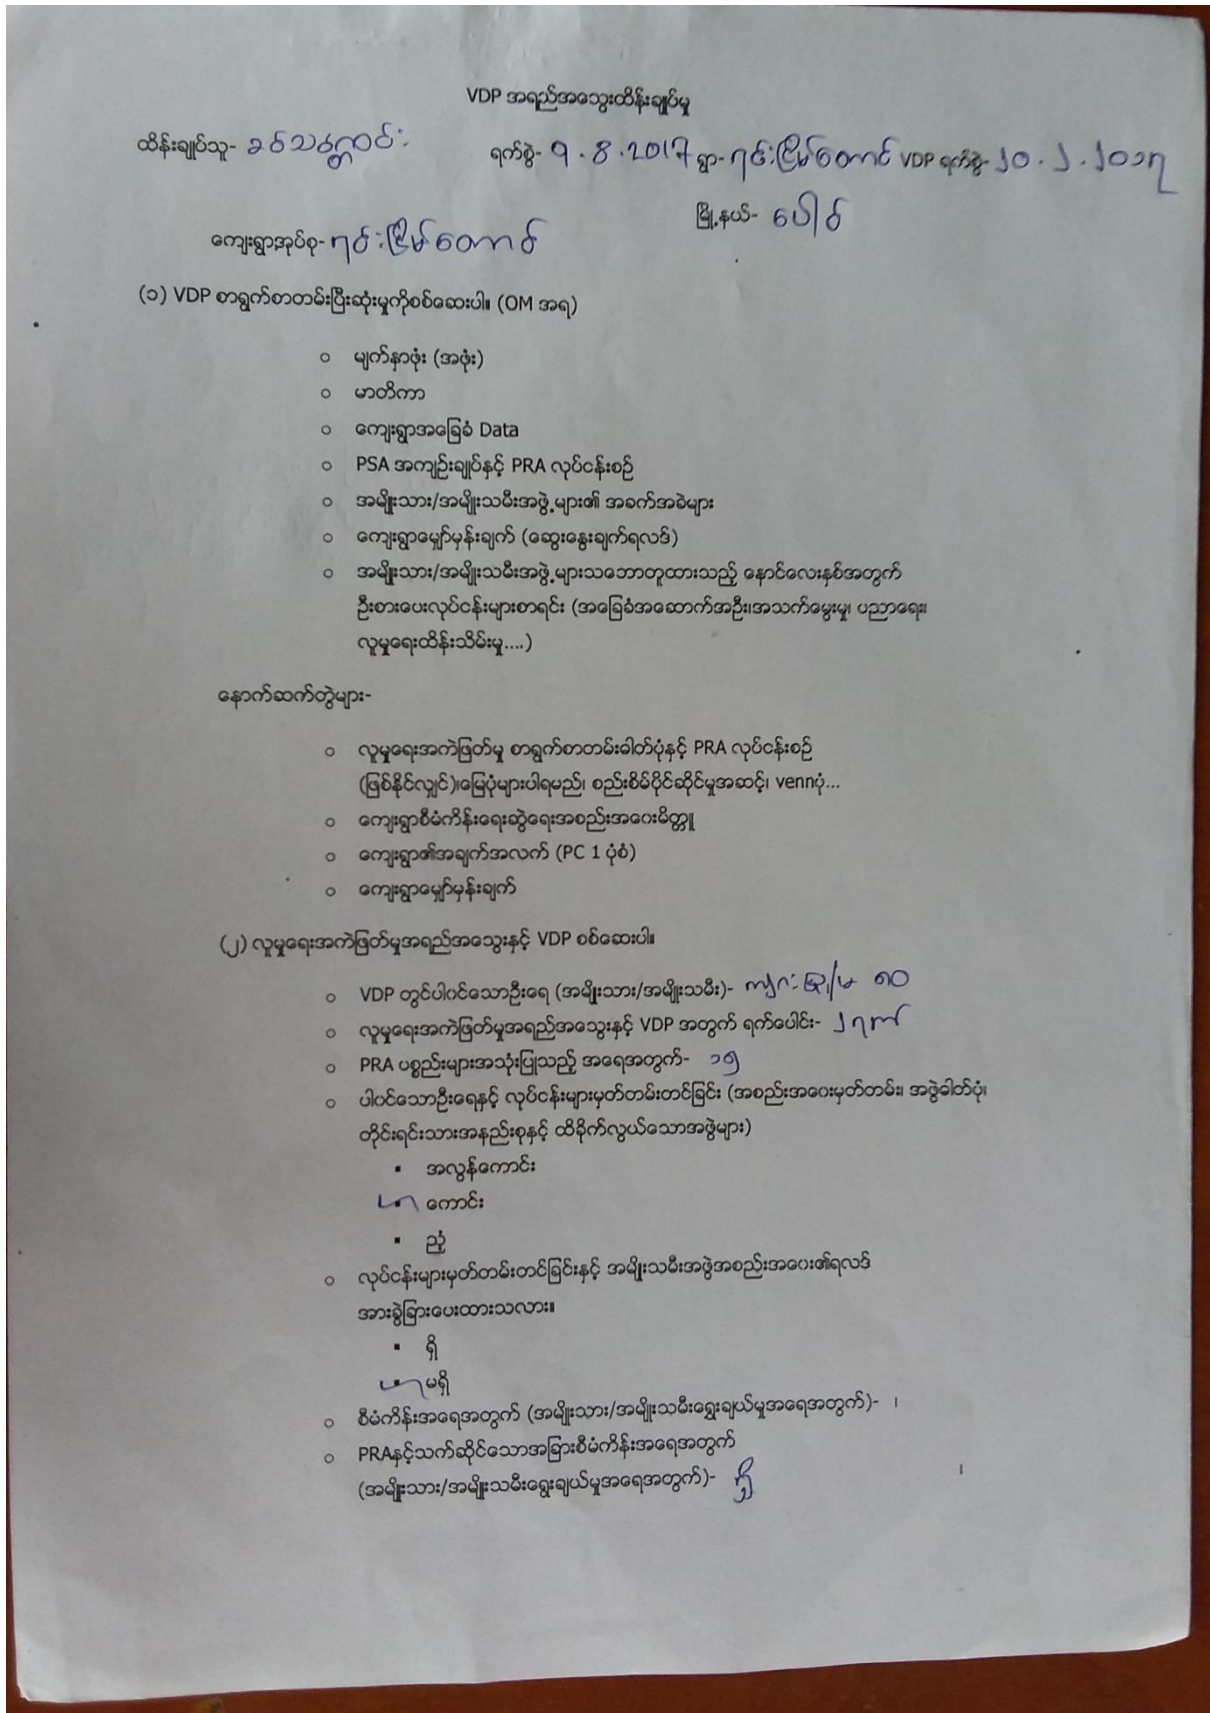 VDP အရည်အသွေးထိန်းချုပ်မှု
ထိန်းချုပ်သူ- ရက်စွဲ- 9.8.2017 ရွာ- ရင်းငြိမ်တောင် VDP ရက်စွဲ- ၂၀.၂.၂၀၁၇
မြို့နယ်- ပေါင်
ကျေးရွာအုပ်စု- ရင်းငြိမ်တောင်
(၁) VDP စာရွက်စာတမ်းပြီးဆုံးမှုကိုစစ်ဆေးပါ။ (OM အရ)
o မျက်နှာဖုံး (အဖုံး)
o မာတိကာ
o ကျေးရွာအခြေခံ Data
o PSA အကျဉ်းချုပ်နှင့် PRA လုပ်ငန်းစဉ်
o အမျိုးသား/အမျိုးသမီးအဖွဲ့များ၏ အခက်အခဲများ
o ကျေးရွာမျှော်မှန်းချက် (ဆွေးနွေးချက်ရလဒ်)
o အမျိုးသား/အမျိုးသမီးအဖွဲ့များသဘောတူထားသည့် နောင်လေးနှစ်အတွက်
ဦးစားပေးလုပ်ငန်းများစာရင်း (အခြေခံအဆောက်အဦး၊အသက်မွေးမှု၊ ပညာရေး၊
လူမှုရေးထိန်းသိမ်းမှု....)
နောက်ဆက်တွဲများ-
o လူမှုရေးအကဲဖြတ်မှု စာရွက်စာတမ်းဓါတ်ပုံနှင့် PRA လုပ်ငန်းစဉ်
(ဖြစ်နိုင်လျှင်)၊မြေပုံများပါရမည်၊ စည်းစိမ်ပိုင်ဆိုင်မှုအဆင့်၊ vennပုံ...
o ကျေးရွာစီမံကိန်းရေးဆွဲရေးအစည်းအဝေးမိတ္တူ
o ကျေးရွာ၏အချက်အလက် (PC 1 ပုံစံ)
o ကျေးရွာမျှော်မှန်းချက်
(၂) လူမှုရေးအကဲဖြတ်မှုအရည်အသွေးနှင့် VDP စစ်ဆေးပါ။
o VDP တွင်ပါဝင်သောဦးရေ (အမျိုးသား/အမျိုးသမီး)- ကျား ၅၃/မ ၈၀
o လူမှုရေးအကဲဖြတ်မှုအရည်အသွေးနှင့် VDP အတွက် ရက်ပေါင်း- ၂ ရက်
o PRA ပစ္စည်းများအသုံးပြုသည့် အရေအတွက်- ၁၅
o ပါဝင်သောဦးရေနှင့် လုပ်ငန်းများမှတ်တမ်းတင်ခြင်း (အစည်းအဝေးမှတ်တမ်း၊ အဖွဲဓါတ်ပုံ၊
တိုင်းရင်းသားအနည်းစုနှင့် ထိခိုက်လွယ်သောအဖွဲများ)
▪ အလွန်ကောင်း
▪ ကောင်း
▪ ညံ့
o လုပ်ငန်းများမှတ်တမ်းတင်ခြင်းနှင့် အမျိုးသမီးအဖွဲအစည်းအဝေး၏ရလဒ်
အားခွဲခြားပေးထားသလား။
▪ ရှိ
▪ မရှိ
o စီမံကိန်းအရေအတွက် (အမျိုးသား/အမျိုးသမီးရွေးချယ်မှုအရေအတွက်)- ၊
o PRAနှင့်သက်ဆိုင်သောအခြားစီမံကိန်းအရေအတွက်
(အမျိုးသား/အမျိုးသမီးရွေးချယ်မှုအရေအတွက်)- ရှိ ၊